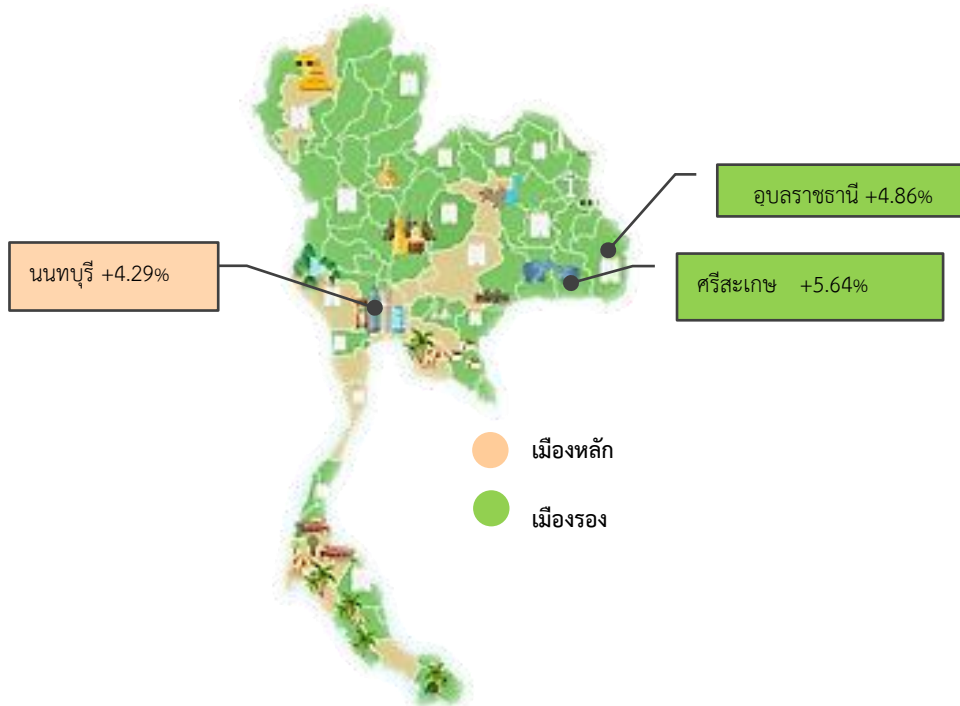 อุบลราชธานี +4.86%
นนทบุรี +4.29%
ศรีสะเกษ +5.64%
เมืองหลัก
เมืองรอง